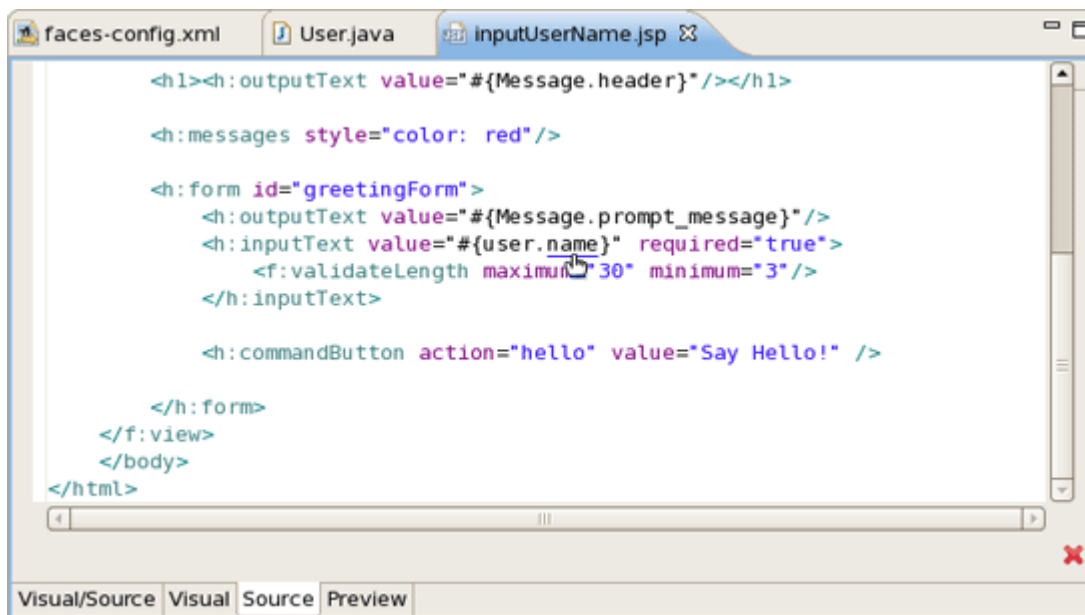 faces-config.xml User.java inputUserName.jsp
<h1><h:outputText value="#{Message.header}"/></h1>
<h:messages style="color: red"/>
<h:form id="greetingForm">
<h:outputText value="#{Message.prompt_message}"/>
<h:inputText value="#{user.name}" required="true">
<f:validateLength maximum="30" minimum="3"/>
</h:inputText>
<h:commandButton action="hello" value="Say Hello!" />
</h:form>
</f:view>
</body>
</html>
Visual/Source Visual Source Preview